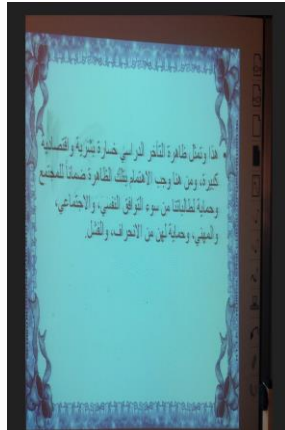 • هذا وتمثل ظاهرة التأخر الدراسي خسارة بشرية واقتصادية
كبيرة، ومن هنا وجب الاهتمام بتلك الظاهرة ضماناً للمجتمع
وحماية لطالباتنا من سوء التوافق النفسي، والاجتماعي،
والمهني، وحماية لهن من الانحراف، والفشل.